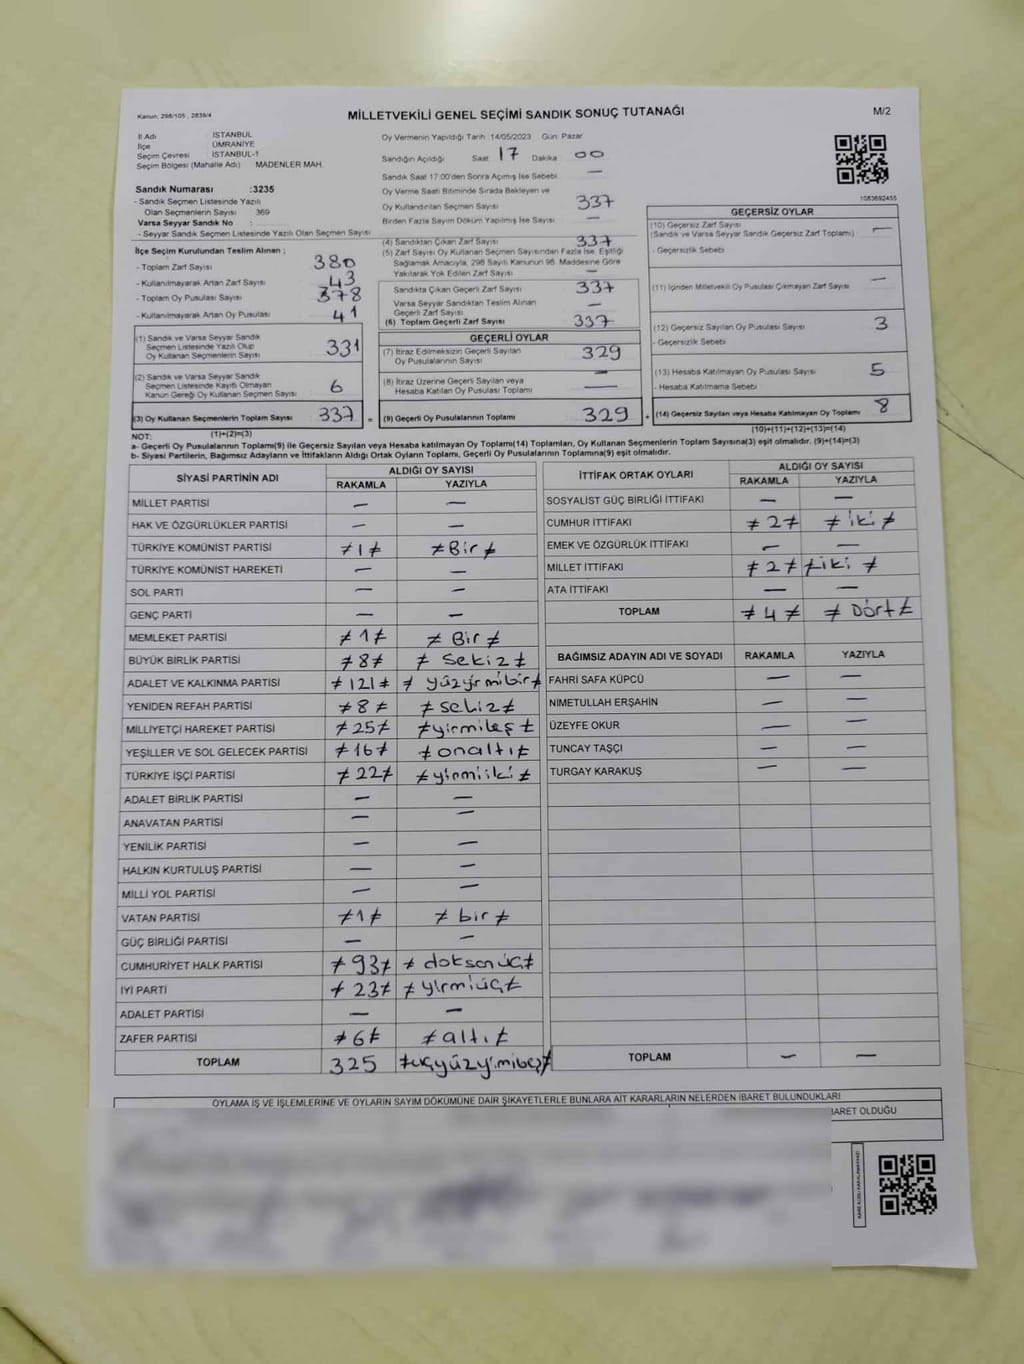 Kanun: 298/105 , 2839/4
MİLLETVEKİLİ GENEL SEÇİMİ SANDIK SONUÇ TUTANAĞI
M/2
İl Adı : İSTANBUL
İlçe : ÜMRANİYE
Seçim Çevresi : İSTANBUL-1
Seçim Bölgesi (Mahalle Adı) : MADENLER MAH.
Sandık Numarası :3235
- Sandık Seçmen Listesinde Yazılı
Olan Seçmenlerin Sayısı : 369
Varsa Seyyar Sandık No :
- Seyyar Sandık Seçmen Listesinde Yazılı Olan Seçmen Sayısı :
Oy Vermenin Yapıldığı Tarih :14/05/2023 Gün: Pazar
Sandığın Açıldığı Saat: 17 Dakika 00
Sandık Saat 17:00'den Sonra Açılmış İse Sebebi —
Oy Verme Saati Bitiminde Sırada Bekleyen ve
Oy Kullandırılan Seçmen Sayısı 337
Birden Fazla Sayım Döküm Yapılmış İse Sayısı —
1083692455
İlçe Seçim Kurulundan Teslim Alınan ;
- Toplam Zarf Sayısı 380
- Kullanılmayarak Artan Zarf Sayısı 43
- Toplam Oy Pusulası Sayısı 378
- Kullanılmayarak Artan Oy Pusulası 41
(4) Sandıktan Çıkan Zarf Sayısı 337
(5) Zarf Sayısı Oy Kullanan Seçmen Sayısından Fazla İse, Eşitliği
Sağlamak Amacıyla, 298 Sayılı Kanunun 98. Maddesine Göre
Yakılarak Yok Edilen Zarf Sayısı —
Sandıkta Çıkan Geçerli Zarf Sayısı 337
Varsa Seyyar Sandıktan Teslim Alınan
Geçerli Zarf Sayısı —
(6) Toplam Geçerli Zarf Sayısı 337
GEÇERSİZ OYLAR
(10) Geçersiz Zarf Sayısı
(Sandık ve Varsa Seyyar Sandık Geçersiz Zarf Toplamı) —
- Geçersizlik Sebebi
(11) İçinden Milletvekili Oy Pusulası Çıkmayan Zarf Sayısı —
(12) Geçersiz Sayılan Oy Pusulası Sayısı 3
- Geçersizlik Sebebi
(13) Hesaba Katılmayan Oy Pusulası Sayısı 5
- Hesaba Katılmama Sebebi
(14) Geçersiz Sayılan veya Hesaba Katılmayan Oy Toplamı 8
(10)+(11)+(12)+(13)=(14)
(1) Sandık ve Varsa Seyyar Sandık
Seçmen Listesinde Yazılı Olup
Oy Kullanan Seçmenlerin Sayısı 331
(2) Sandık ve Varsa Seyyar Sandık
Seçmen Listesinde Kayıtlı Olmayan
Kanun Gereği Oy Kullanan Seçmen Sayısı 6
(3) Oy Kullanan Seçmenlerin Toplam Sayısı 337 =
(1)+(2)=(3)
GEÇERLİ OYLAR
(7) İtiraz Edilmeksizin Geçerli Sayılan
Oy Pusulalarının Sayısı 329
(8) İtiraz Üzerine Geçerli Sayılan veya
Hesaba Katılan Oy Pusulası Toplamı —
(9) Geçerli Oy Pusulalarının Toplamı 329 +
NOT:
a- Geçerli Oy Pusulalarının Toplamı(9) ile Geçersiz Sayılan veya Hesaba katılmayan Oy Toplamı(14) Toplamları, Oy Kullanan Seçmenlerin Toplam Sayısına(3) eşit olmalıdır. (9)+(14)=(3)
b- Siyasi Partilerin, Bağımsız Adayların ve İttifakların Aldığı Ortak Oyların Toplamı, Geçerli Oy Pusulalarının Toplamına(9) eşit olmalıdır.
SİYASİ PARTİNİN ADI ALDIĞI OY SAYISI
RAKAMLA YAZIYLA
MİLLET PARTİSİ — —
HAK VE ÖZGÜRLÜKLER PARTİSİ — —
TÜRKİYE KOMÜNİST PARTİSİ ≠1≠ ≠Bir≠
TÜRKİYE KOMÜNİST HAREKETİ — —
SOL PARTİ — —
GENÇ PARTİ — —
MEMLEKET PARTİSİ ≠1≠ ≠Bir≠
BÜYÜK BİRLİK PARTİSİ ≠8≠ ≠Sekiz≠
ADALET VE KALKINMA PARTİSİ ≠121≠ ≠yüzyirmibir≠
YENİDEN REFAH PARTİSİ ≠8≠ ≠sekiz≠
MİLLİYETÇİ HAREKET PARTİSİ ≠25≠ ≠yirmibeş≠
YEŞİLLER VE SOL GELECEK PARTİSİ ≠16≠ ≠onaltı≠
TÜRKİYE İŞÇİ PARTİSİ ≠22≠ ≠yirmiiki≠
ADALET BİRLİK PARTİSİ — —
ANAVATAN PARTİSİ — —
YENİLİK PARTİSİ — —
HALKIN KURTULUŞ PARTİSİ — —
MİLLİ YOL PARTİSİ — —
VATAN PARTİSİ ≠1≠ ≠bir≠
GÜÇ BİRLİĞİ PARTİSİ — —
CUMHURİYET HALK PARTİSİ ≠93≠ ≠doksanüç≠
İYİ PARTİ ≠23≠ ≠yirmiüç≠
ADALET PARTİSİ — —
ZAFER PARTİSİ ≠6≠ ≠altı≠
TOPLAM 325 ≠üçyüzyirmibeş≠
İTTİFAK ORTAK OYLARI ALDIĞI OY SAYISI
RAKAMLA YAZIYLA
SOSYALİST GÜÇ BİRLİĞİ İTTİFAKI — —
CUMHUR İTTİFAKI ≠2≠ ≠iki≠
EMEK VE ÖZGÜRLÜK İTTİFAKI — —
MİLLET İTTİFAKI ≠2≠ ≠iki≠
ATA İTTİFAKI — —
TOPLAM ≠4≠ ≠Dört≠
BAĞIMSIZ ADAYIN ADI VE SOYADI RAKAMLA YAZIYLA
FAHRİ SAFA KÜPCÜ — —
NİMETULLAH ERŞAHİN — —
ÜZEYFE OKUR — —
TUNCAY TAŞÇI — —
TURGAY KARAKUŞ — —
TOPLAM — —
OYLAMA İŞ VE İŞLEMLERİNE VE OYLARIN SAYIM DÖKÜMÜNE DAİR ŞİKAYETLERLE BUNLARA AİT KARARLARIN NELERDEN İBARET BULUNDUKLARI
BARET OLDUĞU